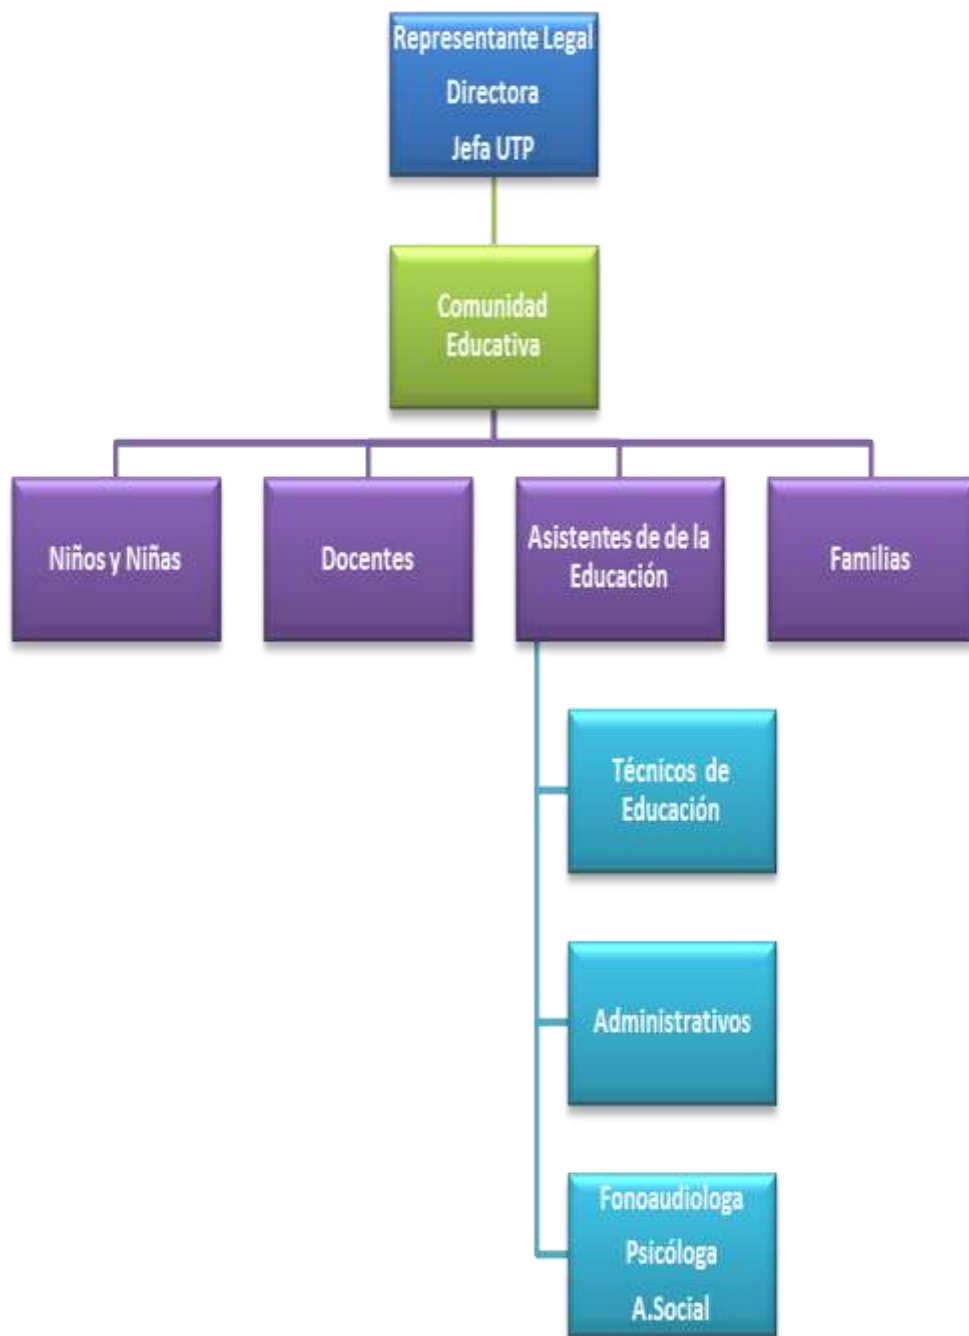 Representante Legal
Directora
Jefa UTP
Comunidad
Educativa
Niños y Niñas
Docentes
Asistentes de de la
Educación
Familias
Técnicos de
Educación
Administrativos
Fonoaudiologa
Psicóloga
A.Social